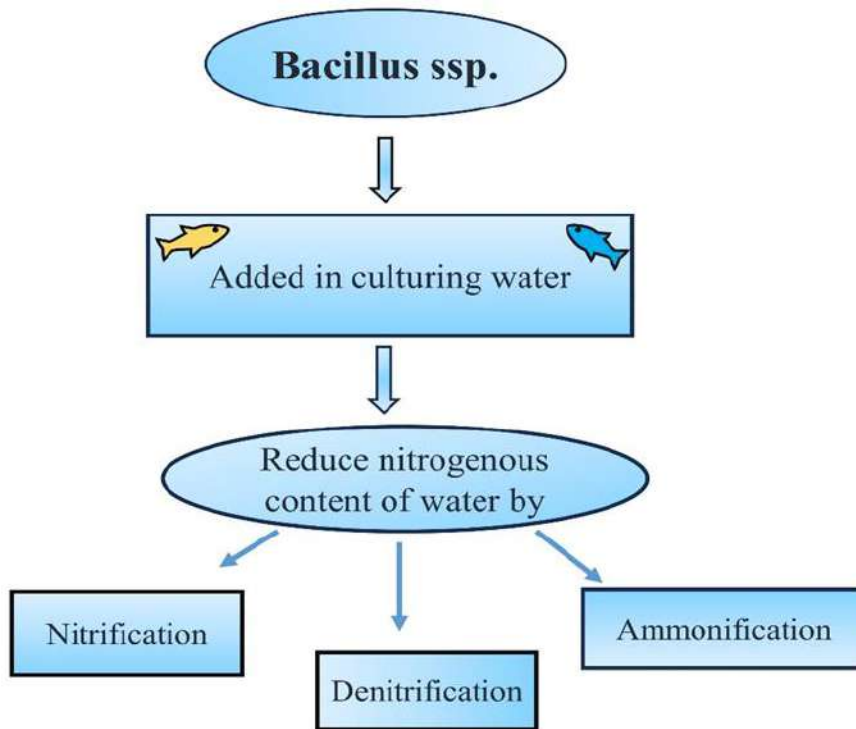 Bacillus ssp.
Added in culturing water
Reduce nitrogenous
content of water by
Nitrification
Denitrification
Ammonification